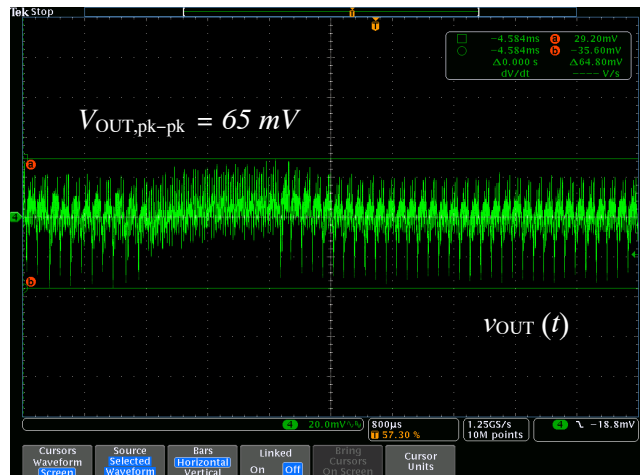 Tek Stop
T
T
-4.584ms a 29.20mV
-4.584ms b -35.60mV
Δ0.000 s Δ64.80mV
dV/dt ---- V/s
VOUT,pk-pk = 65 mV
a
4
b
vOUT (t)
4 20.0mV
800µs
T 57.30 %
1.25GS/s
10M points
4 -18.8mV
Cursors
Waveform
Screen
Source
Selected
Waveform
Bars
Horizontal
Vertical
Linked
On Off
Bring
Cursors
On Screen
Cursor
Units